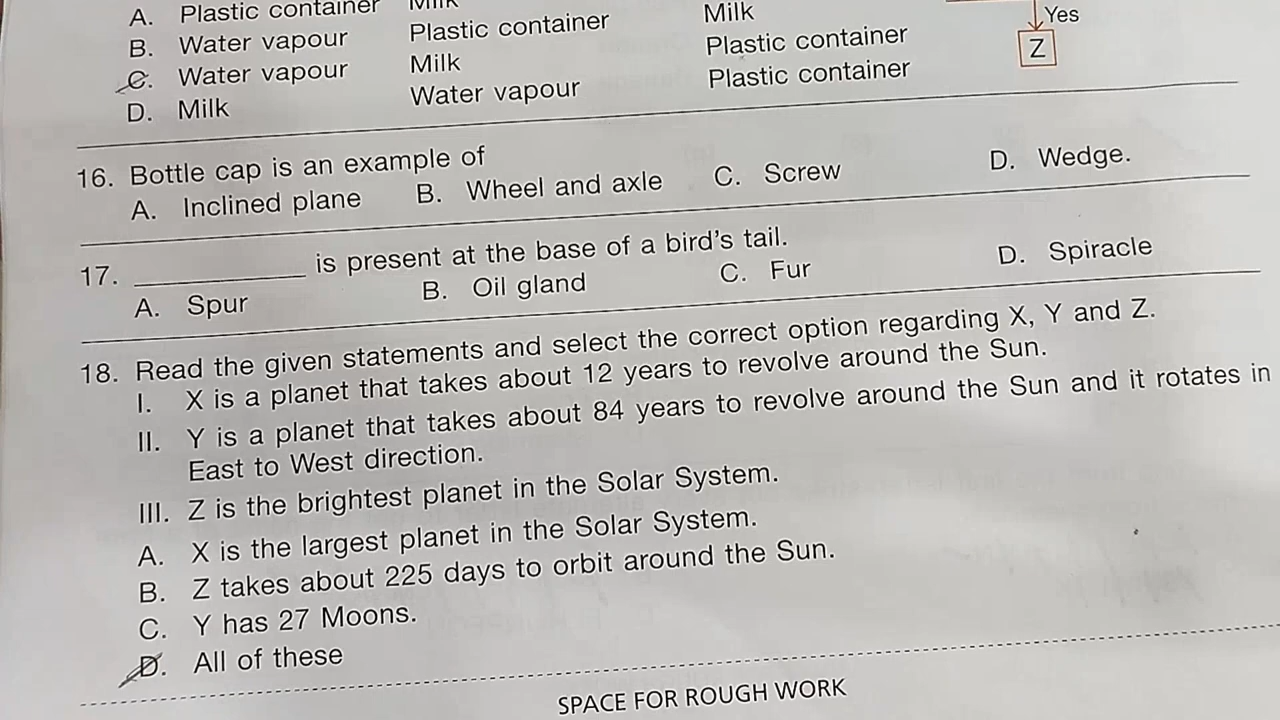 A. Plastic container Milk Milk
B. Water vapour Plastic container Plastic container
C. Water vapour Milk Plastic container
D. Milk Water vapour
Yes
Z
16. Bottle cap is an example of
A. Inclined plane B. Wheel and axle C. Screw D. Wedge.
17. __________ is present at the base of a bird's tail.
A. Spur B. Oil gland C. Fur D. Spiracle
18. Read the given statements and select the correct option regarding X, Y and Z.
I. X is a planet that takes about 12 years to revolve around the Sun.
II. Y is a planet that takes about 84 years to revolve around the Sun and it rotates in
East to West direction.
III. Z is the brightest planet in the Solar System.
A. X is the largest planet in the Solar System.
B. Z takes about 225 days to orbit around the Sun.
C. Y has 27 Moons.
D. All of these
SPACE FOR ROUGH WORK